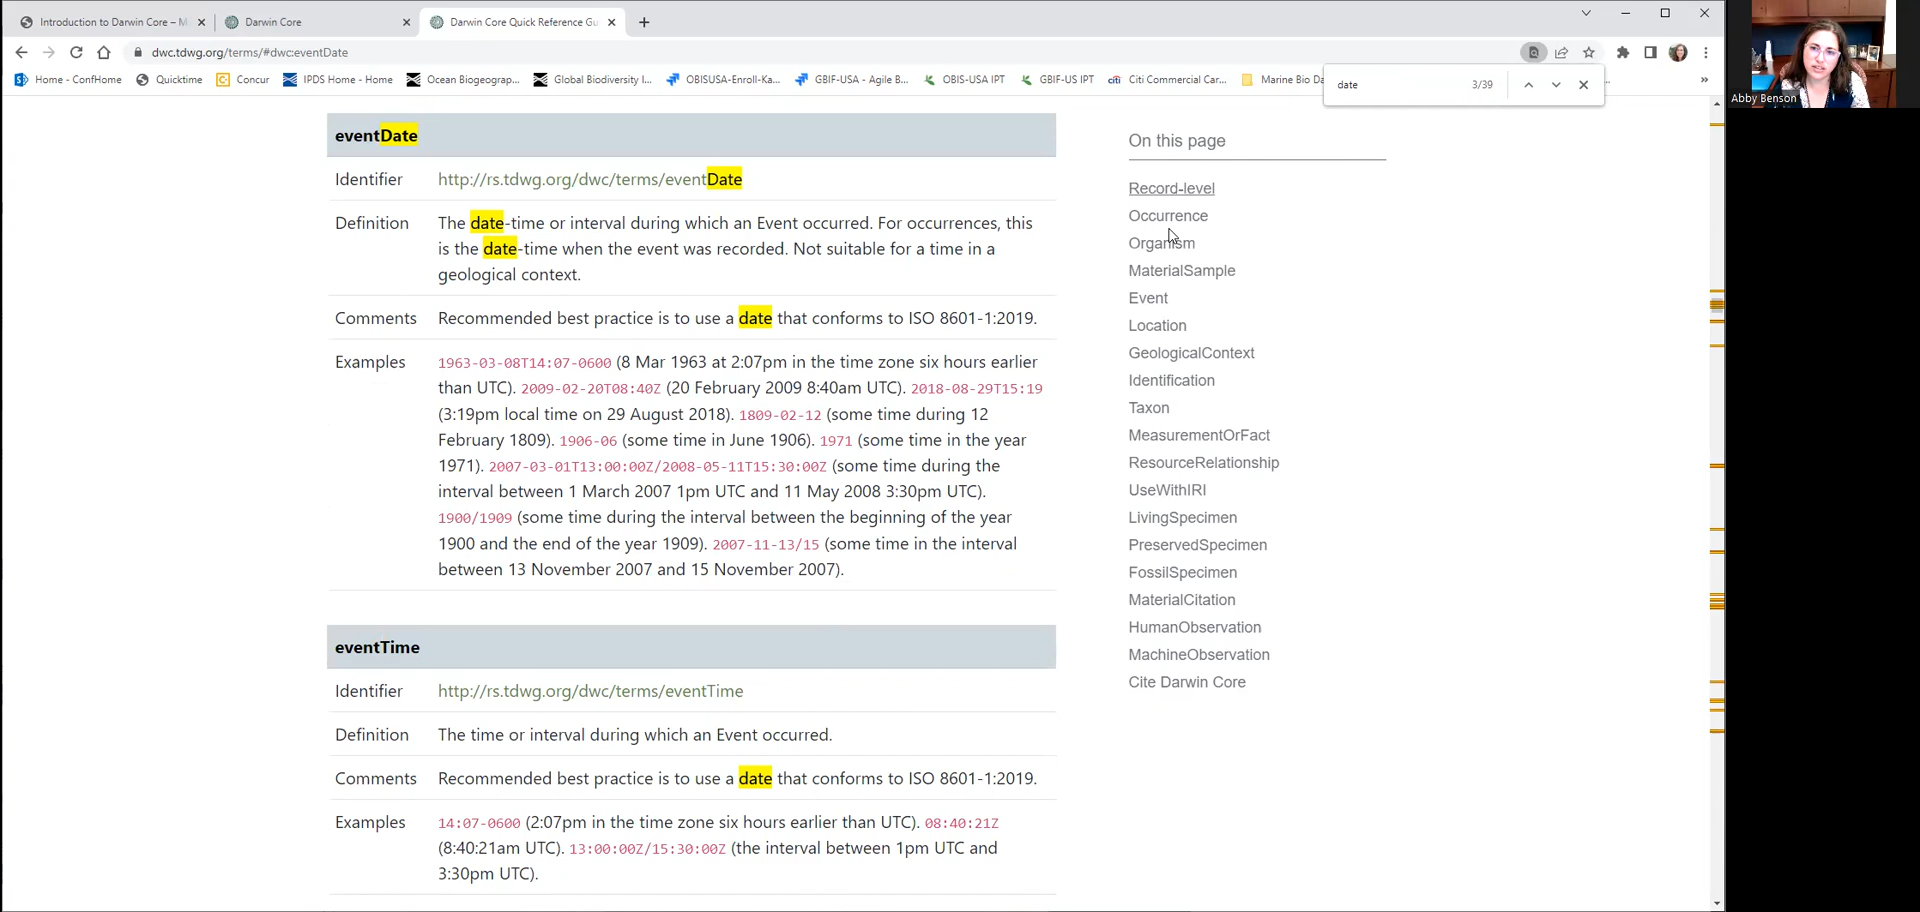 Introduction to Darwin Core – M
Darwin Core
Darwin Core Quick Reference Gu
dwc.tdwg.org/terms/#dwc:eventDate
Home - ConfHome
Quicktime
Concur
IPDS Home - Home
Ocean Biogeograp...
Global Biodiversity I...
OBISUSA-Enroll-Ka...
GBIF-USA - Agile B...
OBIS-USA IPT
GBIF-US IPT
citi
Citi Commercial Car...
Marine Bio Da
»
date
3/39
Abby Benson
eventDate
Identifier http://rs.tdwg.org/dwc/terms/eventDate
Definition The date-time or interval during which an Event occurred. For occurrences, this
is the date-time when the event was recorded. Not suitable for a time in a
geological context.
Comments Recommended best practice is to use a date that conforms to ISO 8601-1:2019.
Examples 1963-03-08T14:07-0600 (8 Mar 1963 at 2:07pm in the time zone six hours earlier
than UTC). 2009-02-20T08:40Z (20 February 2009 8:40am UTC). 2018-08-29T15:19
(3:19pm local time on 29 August 2018). 1809-02-12 (some time during 12
February 1809). 1906-06 (some time in June 1906). 1971 (some time in the year
1971). 2007-03-01T13:00:00Z/2008-05-11T15:30:00Z (some time during the
interval between 1 March 2007 1pm UTC and 11 May 2008 3:30pm UTC).
1900/1909 (some time during the interval between the beginning of the year
1900 and the end of the year 1909). 2007-11-13/15 (some time in the interval
between 13 November 2007 and 15 November 2007).
eventTime
Identifier http://rs.tdwg.org/dwc/terms/eventTime
Definition The time or interval during which an Event occurred.
Comments Recommended best practice is to use a date that conforms to ISO 8601-1:2019.
Examples 14:07-0600 (2:07pm in the time zone six hours earlier than UTC). 08:40:21Z
(8:40:21am UTC). 13:00:00Z/15:30:00Z (the interval between 1pm UTC and
3:30pm UTC).
On this page
Record-level
Occurrence
Organism
MaterialSample
Event
Location
GeologicalContext
Identification
Taxon
MeasurementOrFact
ResourceRelationship
UseWithIRI
LivingSpecimen
PreservedSpecimen
FossilSpecimen
MaterialCitation
HumanObservation
MachineObservation
Cite Darwin Core